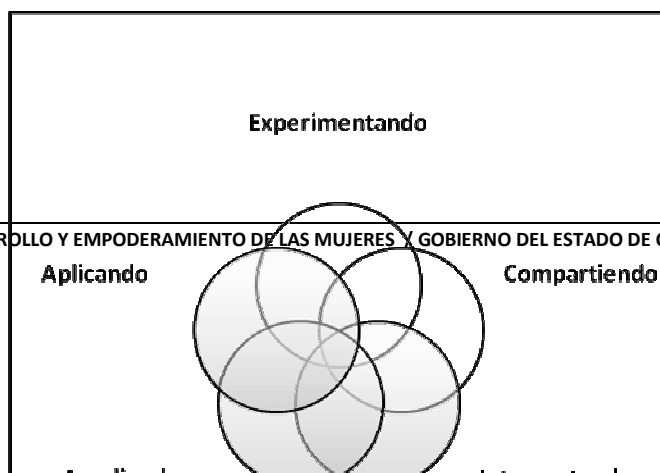 Experimentando
ROLLO Y EMPODERAMIENTO DE LAS MUJERES / GOBIERNO DEL ESTADO DE
Aplicando Compartiendo